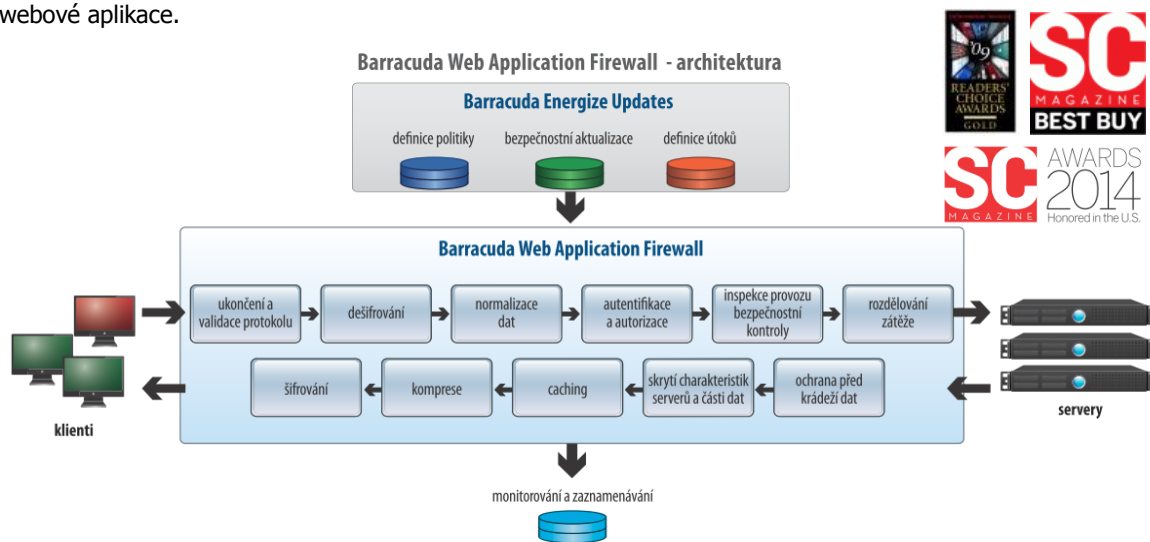 webové aplikace.
Barracuda Web Application Firewall - architektura
Barracuda Energize Updates
definice politiky
bezpečnostní aktualizace
definice útoků
'09
READERS'
CHOICE
AWARDS
GOLD
SC
MAGAZINE
BEST BUY
SC
MAGAZINE
AWARDS
2014
Honored in the U.S.
Barracuda Web Application Firewall
ukončení a
validace protokolu
dešifrování
normalizace
dat
autentifikace
a autorizace
inspekce provozu
bezpečnostní
kontroly
rozdělování
zátěže
šifrování
komprese
caching
skrytí charakteristik
serverů a části dat
ochrana před
krádeží dat
klienti
servery
monitorování a zaznamenávání